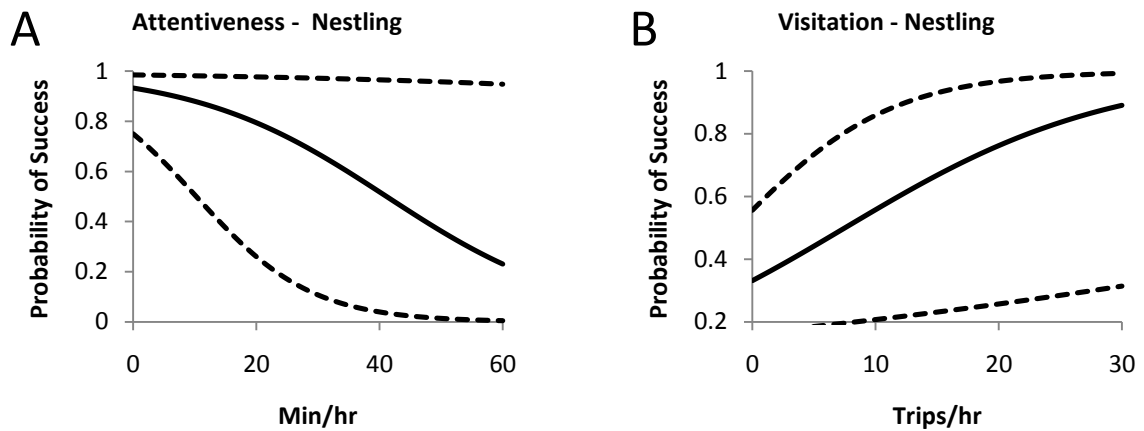 A
Attentiveness -  Nestling
Probability of Success
1
0.8
0.6
0.4
0.2
0
0 20 40 60
Min/hr
B
Visitation - Nestling
Probability of Success
1
0.8
0.6
0.4
0.2
0 10 20 30
Trips/hr